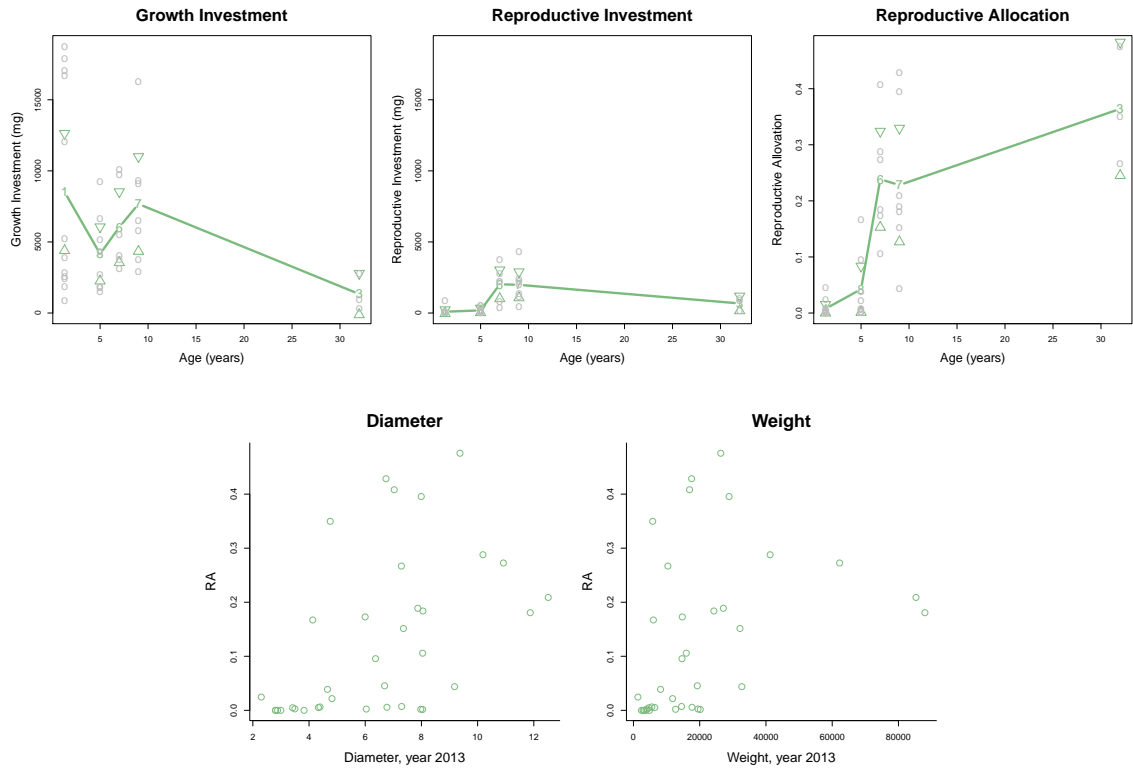 Growth Investment
Growth Investment (mg)
15000
10000
5000
0
1
6
7
3
5 10 15 20 25 30
Age (years)
Reproductive Investment
Reproductive Investment (mg)
15000
10000
5000
0
7
3
5 10 15 20 25 30
Age (years)
Reproductive Allocation
Reproductive Allovation
0.4
0.3
0.2
0.1
0.0
6
7
3
5 10 15 20 25 30
Age (years)
Diameter
RA
0.4
0.3
0.2
0.1
0.0
2 4 6 8 10 12
Diameter, year 2013
Weight
RA
0.4
0.3
0.2
0.1
0.0
0 20000 40000 60000 80000
Weight, year 2013